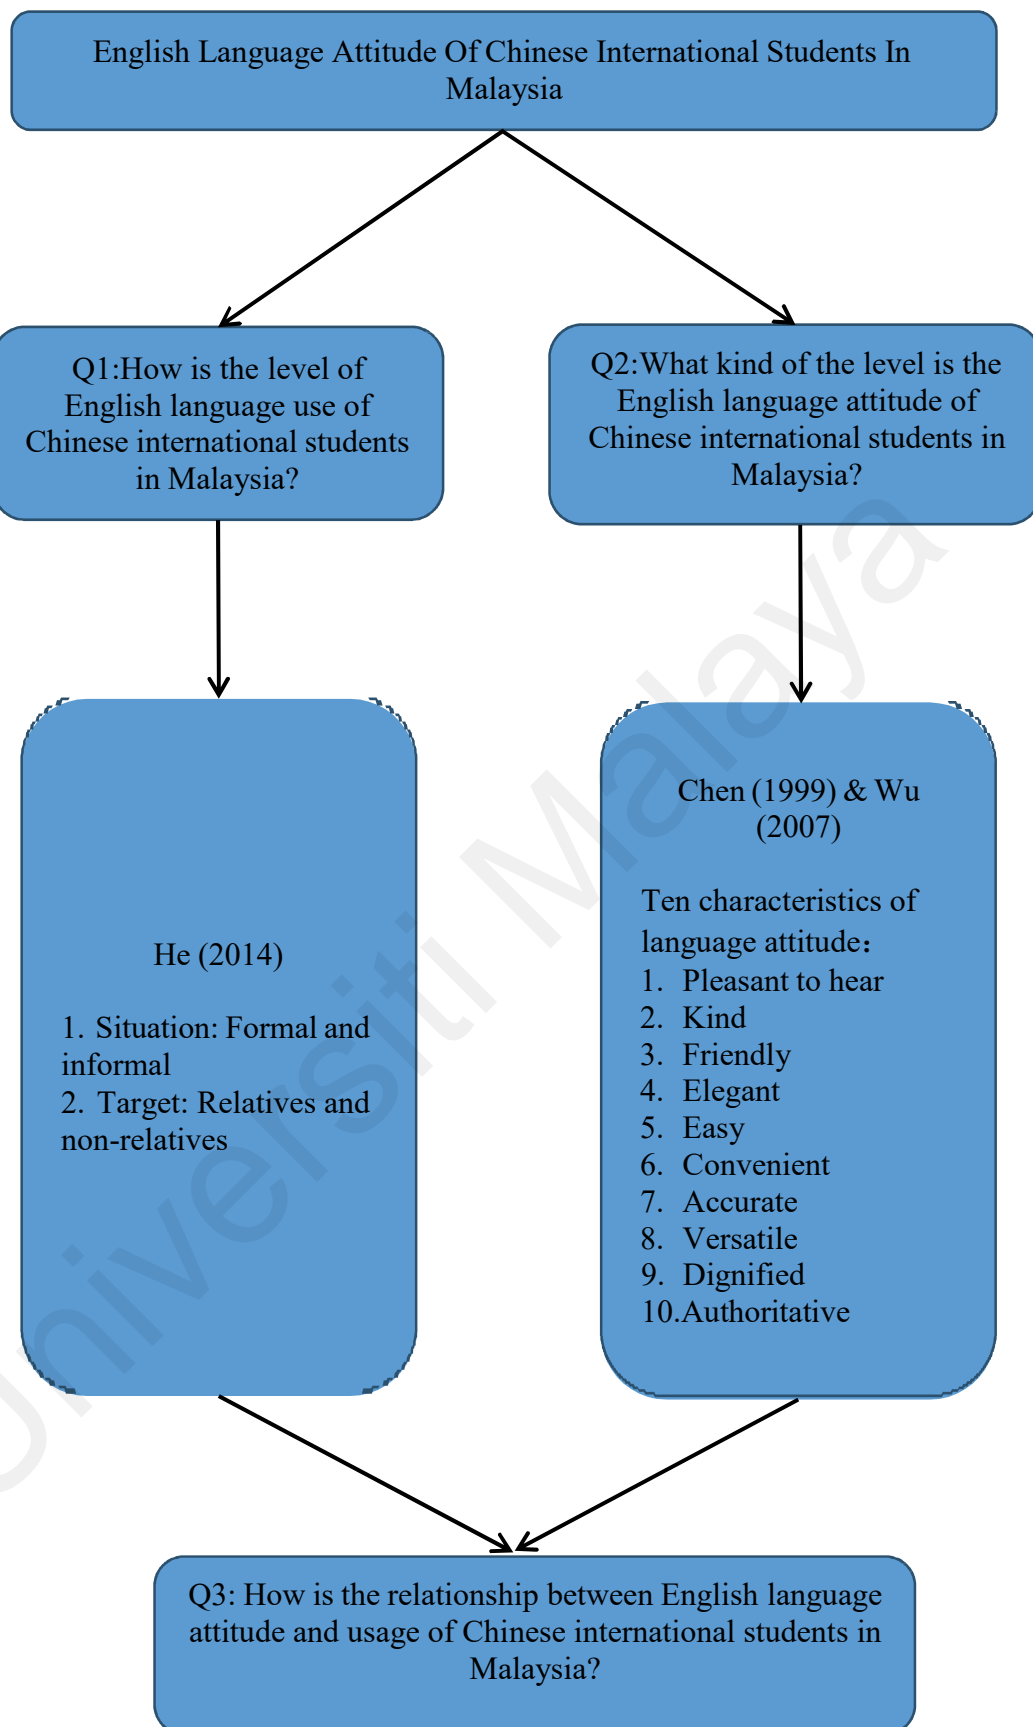 English Language Attitude Of Chinese International Students In
Malaysia
Q1:How is the level of
English language use of
Chinese international students
in Malaysia?
Q2:What kind of the level is the
English language attitude of
Chinese international students in
Malaysia?
He (2014)
1. Situation: Formal and
informal
2. Target: Relatives and
non-relatives
Chen (1999) & Wu
(2007)
Ten characteristics of
language attitude：
1. Pleasant to hear
2. Kind
3. Friendly
4. Elegant
5. Easy
6. Convenient
7. Accurate
8. Versatile
9. Dignified
10.Authoritative
Q3: How is the relationship between English language
attitude and usage of Chinese international students in
Malaysia?
Universiti Malaya